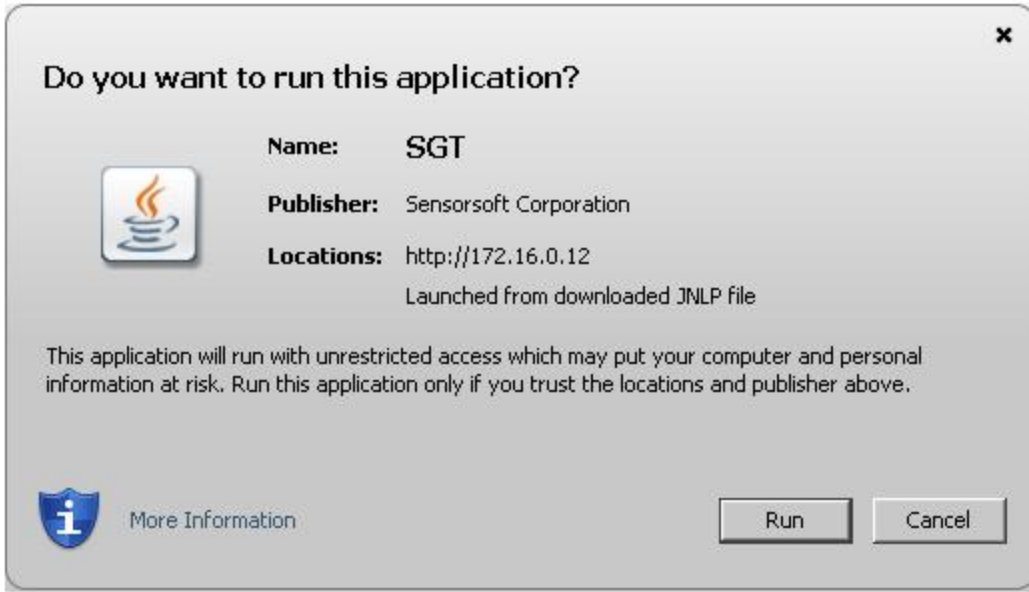 Do you want to run this application?
Name: SGT
Publisher: Sensorsoft Corporation
Locations: http://172.16.0.12
Launched from downloaded JNLP file
This application will run with unrestricted access which may put your computer and personal
information at risk. Run this application only if you trust the locations and publisher above.
More Information
Run Cancel